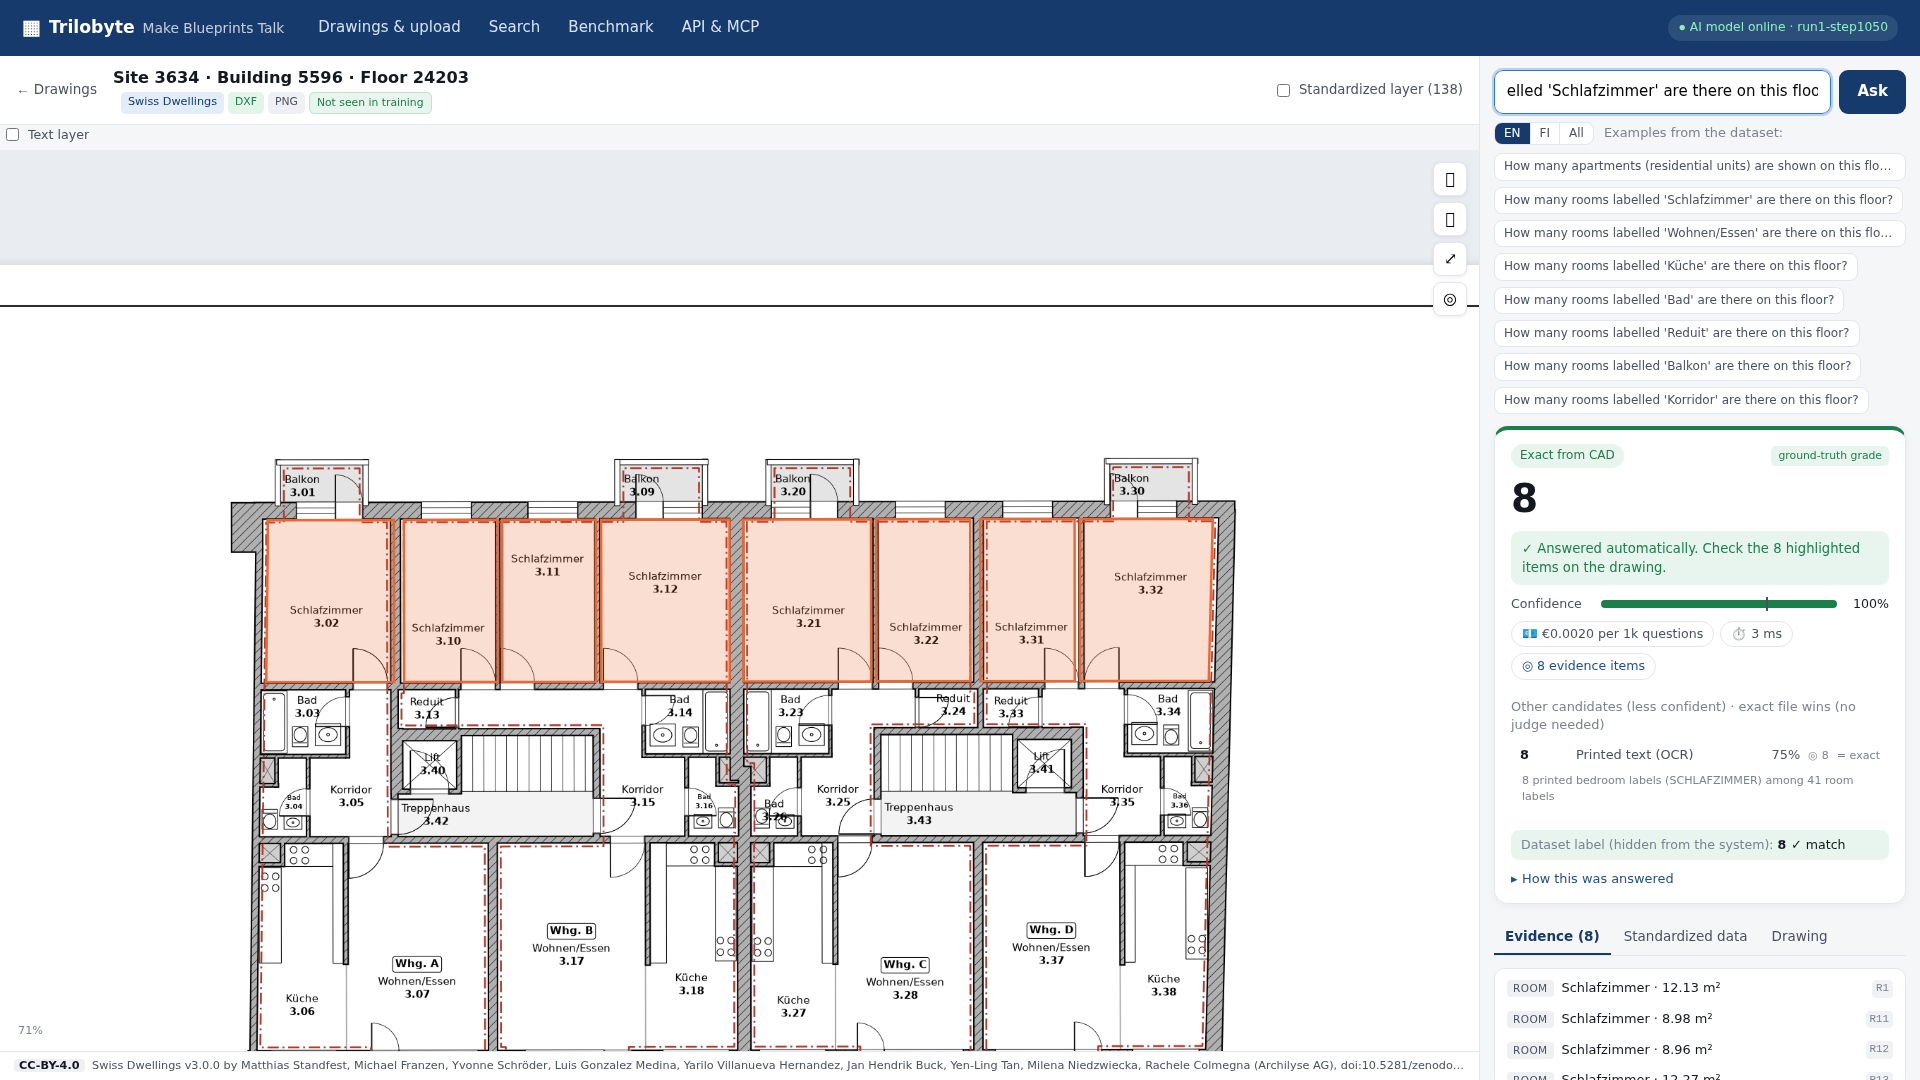 Trilobyte Make Blueprints Talk Drawings & upload Search Benchmark API & MCP ● AI model online · run1-step1050
← Drawings Site 3634 · Building 5596 · Floor 24203
Swiss Dwellings DXF PNG Not seen in training
Standardized layer (138)
Text layer
Balkon 3.01
Balkon 3.09
Balkon 3.20
Balkon 3.30
Schlafzimmer 3.02
Schlafzimmer 3.10
Schlafzimmer 3.11
Schlafzimmer 3.12
Schlafzimmer 3.21
Schlafzimmer 3.22
Schlafzimmer 3.31
Schlafzimmer 3.32
Bad 3.03
Reduit 3.13
Bad 3.14
Bad 3.23
Reduit 3.24
Reduit 3.33
Bad 3.34
Lift 3.40
Lift 3.41
Bad 3.04
Korridor 3.05
Treppenhaus 3.42
Korridor 3.15
Bad 3.16
Bad 3.26
Korridor 3.25
Treppenhaus 3.43
Korridor 3.35
Bad 3.36
Whg. A
Wohnen/Essen 3.07
Whg. B
Wohnen/Essen 3.17
Whg. C
Wohnen/Essen 3.28
Whg. D
Wohnen/Essen 3.37
Küche 3.06
Küche 3.18
Küche 3.27
Küche 3.38
71%
elled 'Schlafzimmer' are there on this floo
Ask
EN FI All Examples from the dataset:
How many apartments (residential units) are shown on this flo...
How many rooms labelled 'Schlafzimmer' are there on this floor?
How many rooms labelled 'Wohnen/Essen' are there on this flo...
How many rooms labelled 'Küche' are there on this floor?
How many rooms labelled 'Bad' are there on this floor?
How many rooms labelled 'Reduit' are there on this floor?
How many rooms labelled 'Balkon' are there on this floor?
How many rooms labelled 'Korridor' are there on this floor?
Exact from CAD ground-truth grade
8
✓ Answered automatically. Check the 8 highlighted
items on the drawing.
Confidence 100%
€0.0020 per 1k questions 3 ms
◎ 8 evidence items
Other candidates (less confident) · exact file wins (no
judge needed)
8 Printed text (OCR) 75% ◎ 8 = exact
8 printed bedroom labels (SCHLAFZIMMER) among 41 room
labels
Dataset label (hidden from the system): 8 ✓ match
▸ How this was answered
Evidence (8) Standardized data Drawing
ROOM Schlafzimmer · 12.13 m² R1
ROOM Schlafzimmer · 8.98 m² R11
ROOM Schlafzimmer · 8.96 m² R12
ROOM Schlafzimmer · 12.27 m² R13
CC-BY-4.0 Swiss Dwellings v3.0.0 by Matthias Standfest, Michael Franzen, Yvonne Schröder, Luis Gonzalez Medina, Yarilo Villanueva Hernandez, Jan Hendrik Buck, Yen-Ling Tan, Milena Niedzwiecka, Rachele Colmegna (Archilyse AG), doi:10.5281/zenodo...